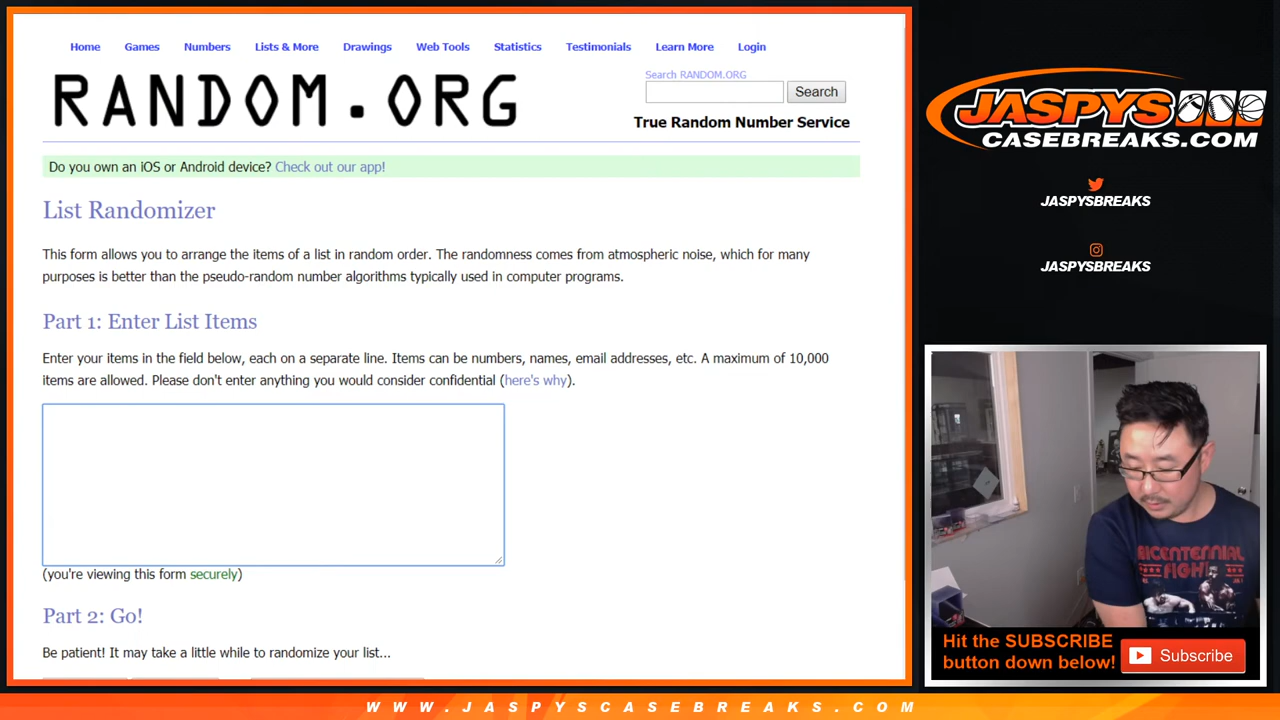 Home Games Numbers Lists & More Drawings Web Tools Statistics Testimonials Learn More Login
RANDOM.ORG
Search RANDOM.ORG
Search
True Random Number Service
Do you own an iOS or Android device? Check out our app!
List Randomizer
This form allows you to arrange the items of a list in random order. The randomness comes from atmospheric noise, which for many
purposes is better than the pseudo-random number algorithms typically used in computer programs.
Part 1: Enter List Items
Enter your items in the field below, each on a separate line. Items can be numbers, names, email addresses, etc. A maximum of 10,000
items are allowed. Please don't enter anything you would consider confidential (here's why).
(you're viewing this form securely)
Part 2: Go!
Be patient! It may take a little while to randomize your list...
JASPYS
CASEBREAKS.COM
JASPYSBREAKS
JASPYSBREAKS
BICENTENNIAL
FIGHT
Hit the SUBSCRIBE
button down below!
Subscribe
WWW.JASPYSCASEBREAKS.COM